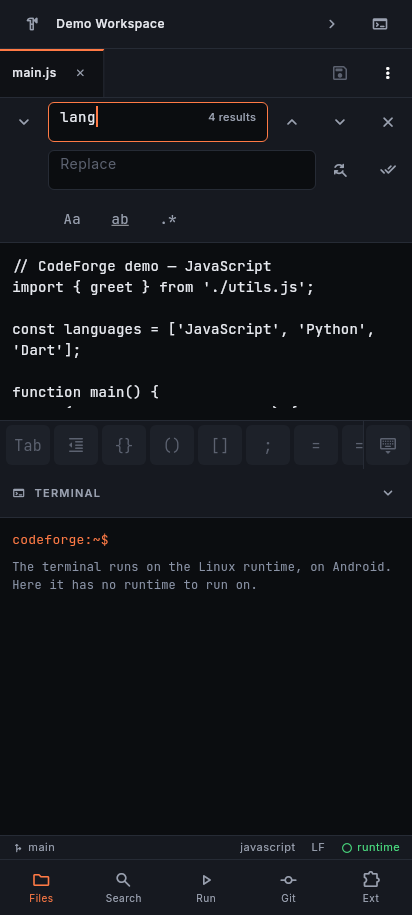 Demo Workspace
main.js
lang
4 results
Replace
Aa
ab
.*
// CodeForge demo — JavaScript
import { greet } from './utils.js';
const languages = ['JavaScript', 'Python',
'Dart'];
function main() {
Tab {} () [] ; = =
TERMINAL
codeforge:~$
The terminal runs on the Linux runtime, on Android.
Here it has no runtime to run on.
main
javascript LF runtime
Files Search Run Git Ext